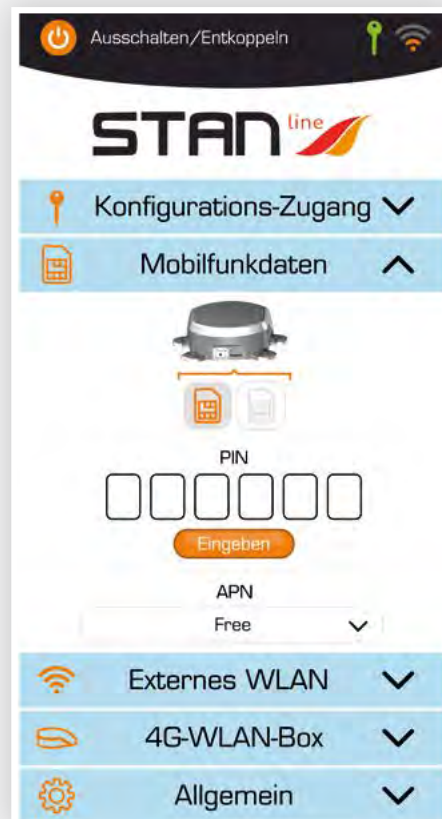 Ausschalten/Entkoppeln
STAN line
Konfigurations-Zugang
Mobilfunkdaten
PIN
Eingeben
APN
Free
Externes WLAN
4G-WLAN-Box
Allgemein